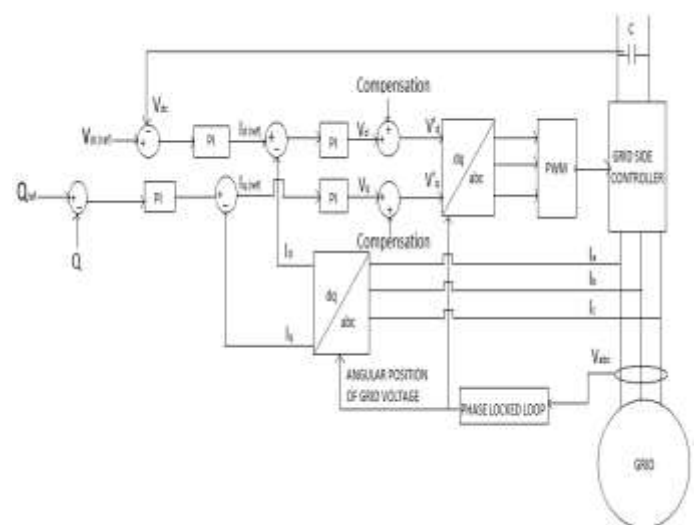 C
Compensation
Vdc
Vdc(ref)
PI
Id(ref)
PI
Vd
V'd
dq
abc
PWM
GRID SIDE
CONTROLLER
Qref
PI
Iq(ref)
PI
Vq
V'q
Q
Compensation
ID
Ia
Ib
Ic
dq
abc
Iq
Vabc
ANGULAR POSITION
OF GRID VOLTAGE
PHASE LOCKED LOOP
GRID